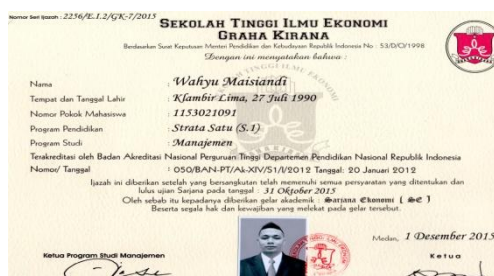 Nomor Seri Ijazah : 2256/E.1.2/GK-7/2015
SEKOLAH TINGGI ILMU EKONOMI
GRAHA KIRANA
Berdasarkan Surat Keputusan Menteri Pendidikan dan Kebudayaan Republik Indonesia No : 53/D/O/1998
Dengan ini menyatakan bahwa :
Nama : Wahyu Maisiandi
Tempat dan Tanggal Lahir : Klambir Lima, 27 Juli 1990
Nomor Pokok Mahasiswa : 1153021091
Program Pendidikan : Strata Satu (S.1)
Program Studi : Manajemen
Terakreditasi oleh Badan Akreditasi Nasional Perguruan Tinggi Departemen Pendidikan Nasional Republik Indonesia
Nomor/ Tanggal : 050/BAN-PT/Ak-XIV/S1/I/2012 Tanggal: 20 Januari 2012
Ijazah ini diberikan setelah yang bersangkutan telah memenuhi semua persyaratan yang ditentukan dan
lulus ujian Sarjana pada tanggal : 31 Oktober 2015
Oleh sebab itu kepadanya diberikan gelar akademik : Sarjana Ekonomi ( SE )
Beserta segala hak dan kewajiban yang melekat pada gelar tersebut.
Medan, 1 Desember 2015
Ketua Program Studi Manajemen
Ketua